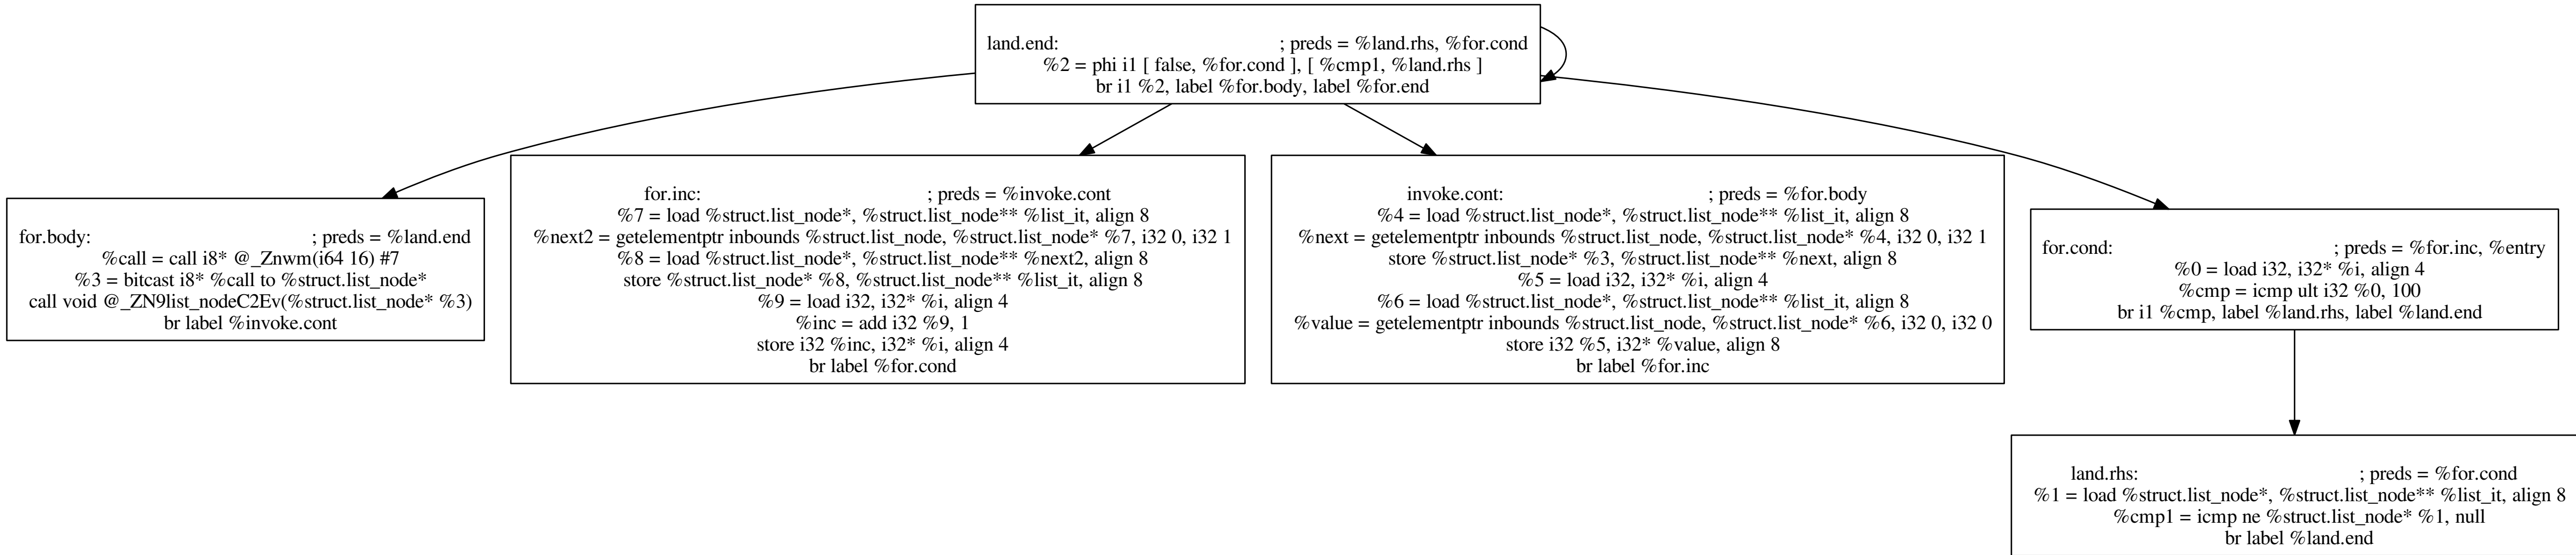 land.end: ; preds = %land.rhs, %for.cond
%2 = phi i1 [ false, %for.cond ], [ %cmp1, %land.rhs ]
br i1 %2, label %for.body, label %for.end
for.body: ; preds = %land.end
%call = call i8* @_Znwm(i64 16) #7
%3 = bitcast i8* %call to %struct.list_node*
call void @_ZN9list_nodeC2Ev(%struct.list_node* %3)
br label %invoke.cont
for.inc: ; preds = %invoke.cont
%7 = load %struct.list_node*, %struct.list_node** %list_it, align 8
%next2 = getelementptr inbounds %struct.list_node, %struct.list_node* %7, i32 0, i32 1
%8 = load %struct.list_node*, %struct.list_node** %next2, align 8
store %struct.list_node* %8, %struct.list_node** %list_it, align 8
%9 = load i32, i32* %i, align 4
%inc = add i32 %9, 1
store i32 %inc, i32* %i, align 4
br label %for.cond
invoke.cont: ; preds = %for.body
%4 = load %struct.list_node*, %struct.list_node** %list_it, align 8
%next = getelementptr inbounds %struct.list_node, %struct.list_node* %4, i32 0, i32 1
store %struct.list_node* %3, %struct.list_node** %next, align 8
%5 = load i32, i32* %i, align 4
%6 = load %struct.list_node*, %struct.list_node** %list_it, align 8
%value = getelementptr inbounds %struct.list_node, %struct.list_node* %6, i32 0, i32 0
store i32 %5, i32* %value, align 8
br label %for.inc
for.cond: ; preds = %for.inc, %entry
%0 = load i32, i32* %i, align 4
%cmp = icmp ult i32 %0, 100
br i1 %cmp, label %land.rhs, label %land.end
land.rhs: ; preds = %for.cond
%1 = load %struct.list_node*, %struct.list_node** %list_it, align 8
%cmp1 = icmp ne %struct.list_node* %1, null
br label %land.end